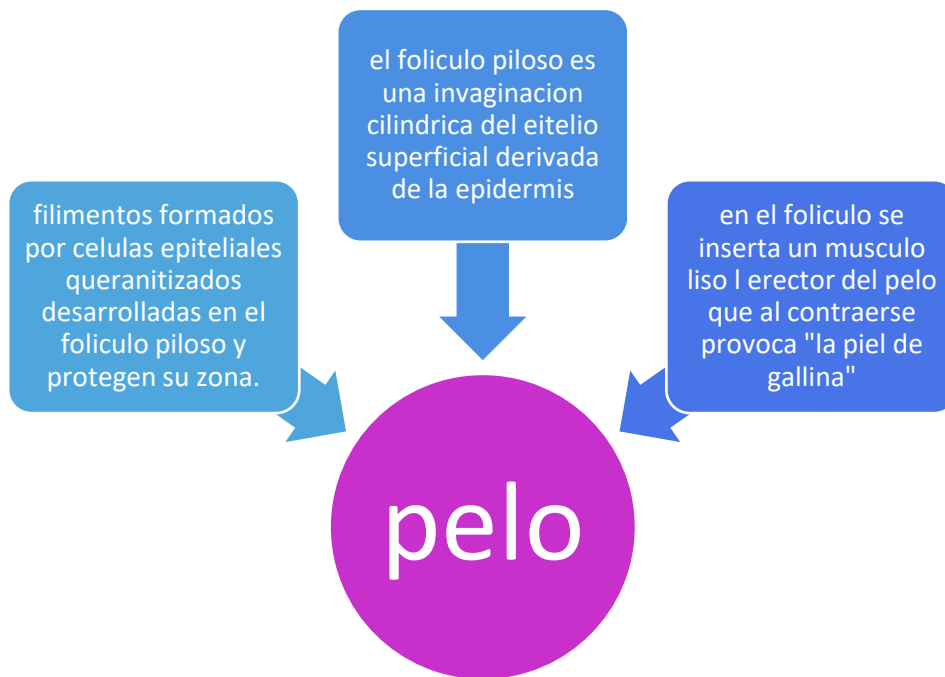 el foliculo piloso es
una invaginacion
cilindrica del eitelio
superficial derivada
de la epidermis
filimentos formados
por celulas epiteliales
queranitizados
desarrolladas en el
foliculo piloso y
protegen su zona.
en el foliculo se
inserta un musculo
liso l erector del pelo
que al contraerse
provoca "la piel de
gallina"
pelo